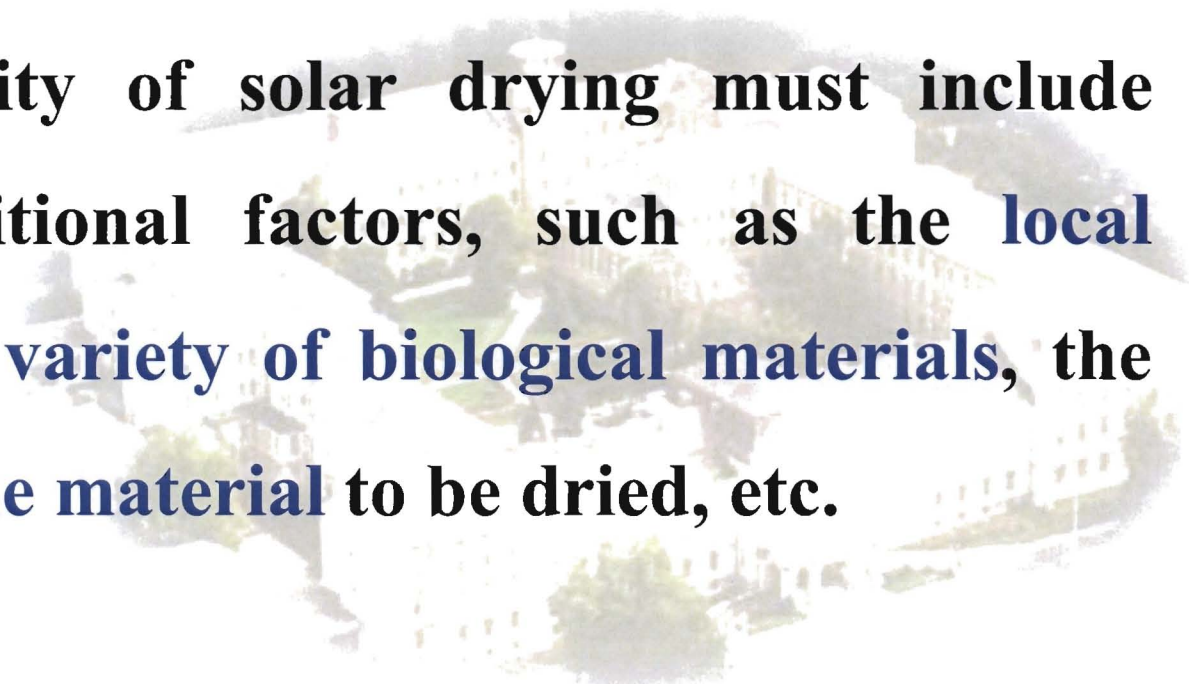 ity of solar drying must include
itional factors, such as the local
variety of biological materials, the
e material to be dried, etc.